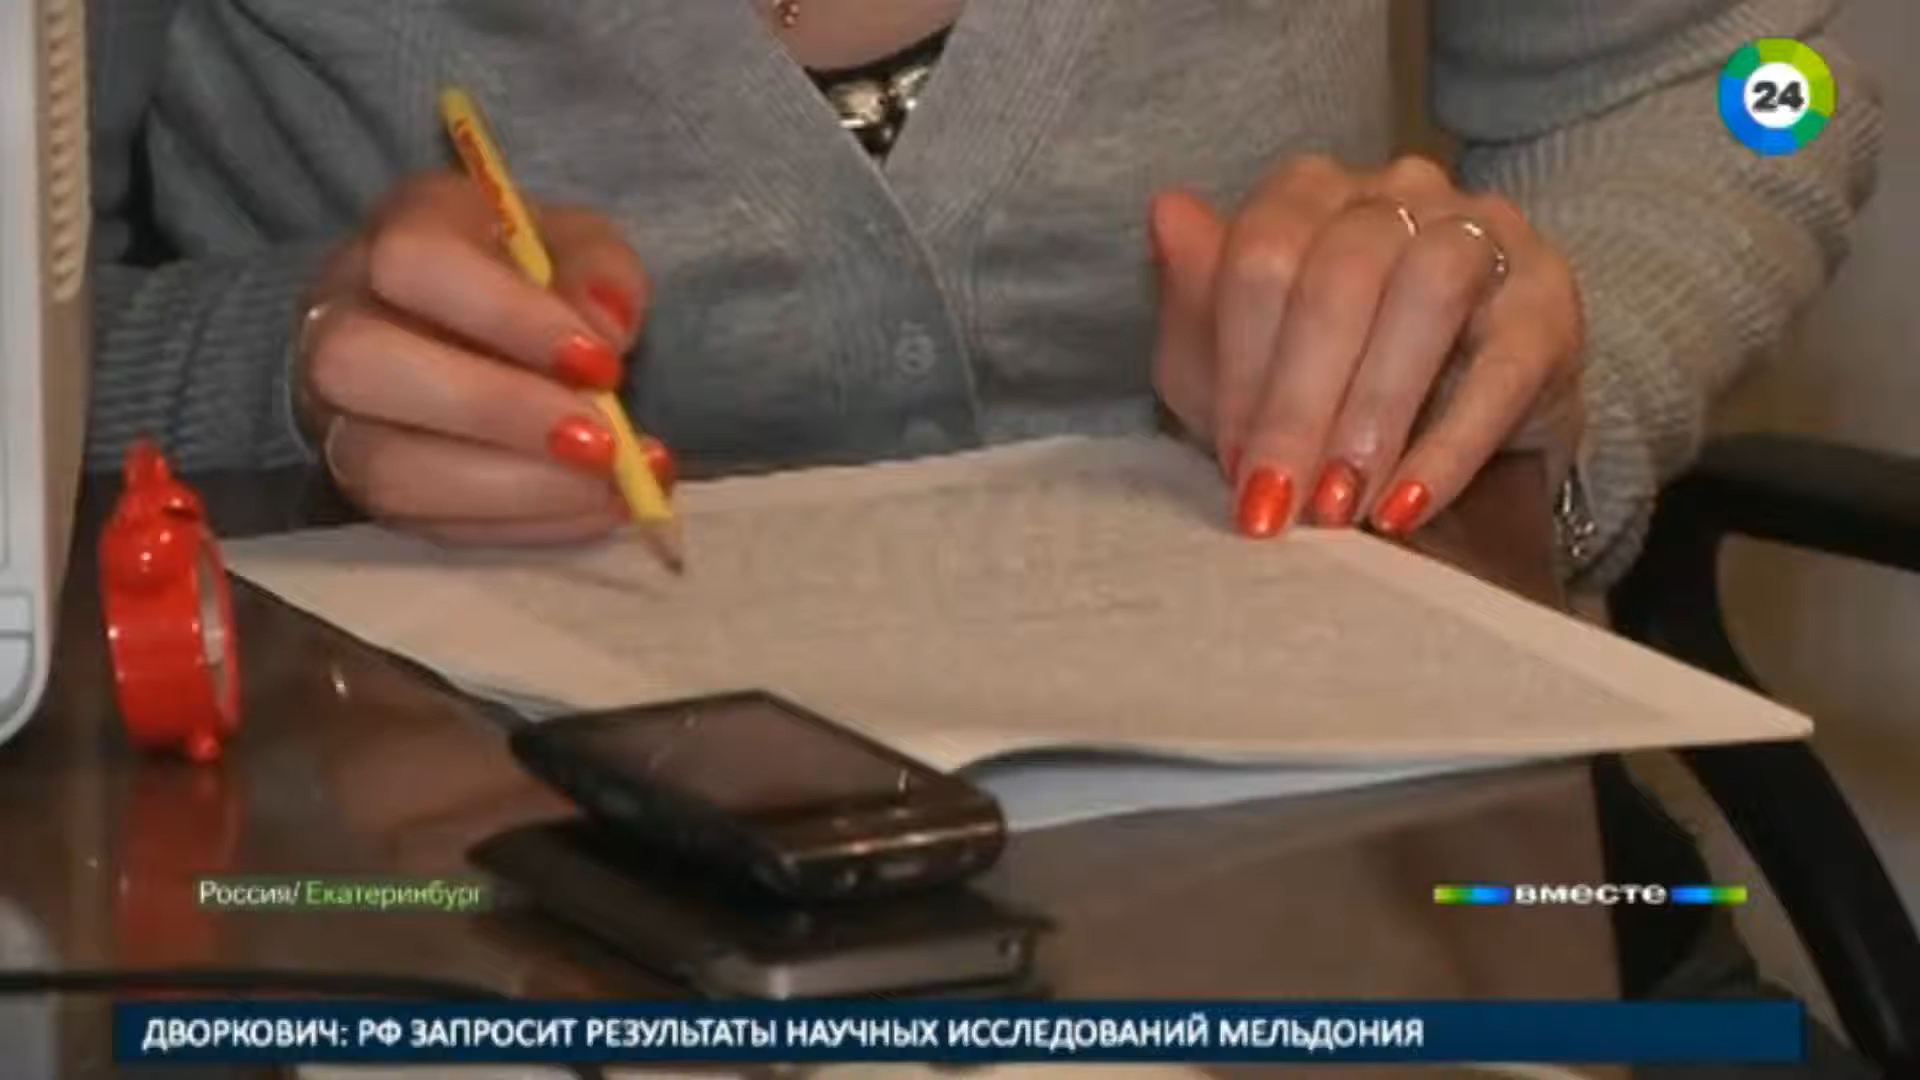 24
Россия/ Екатеринбург
вместе
ДВОРКОВИЧ: РФ ЗАПРОСИТ РЕЗУЛЬТАТЫ НАУЧНЫХ ИССЛЕДОВАНИЙ МЕЛЬДОНИЯ